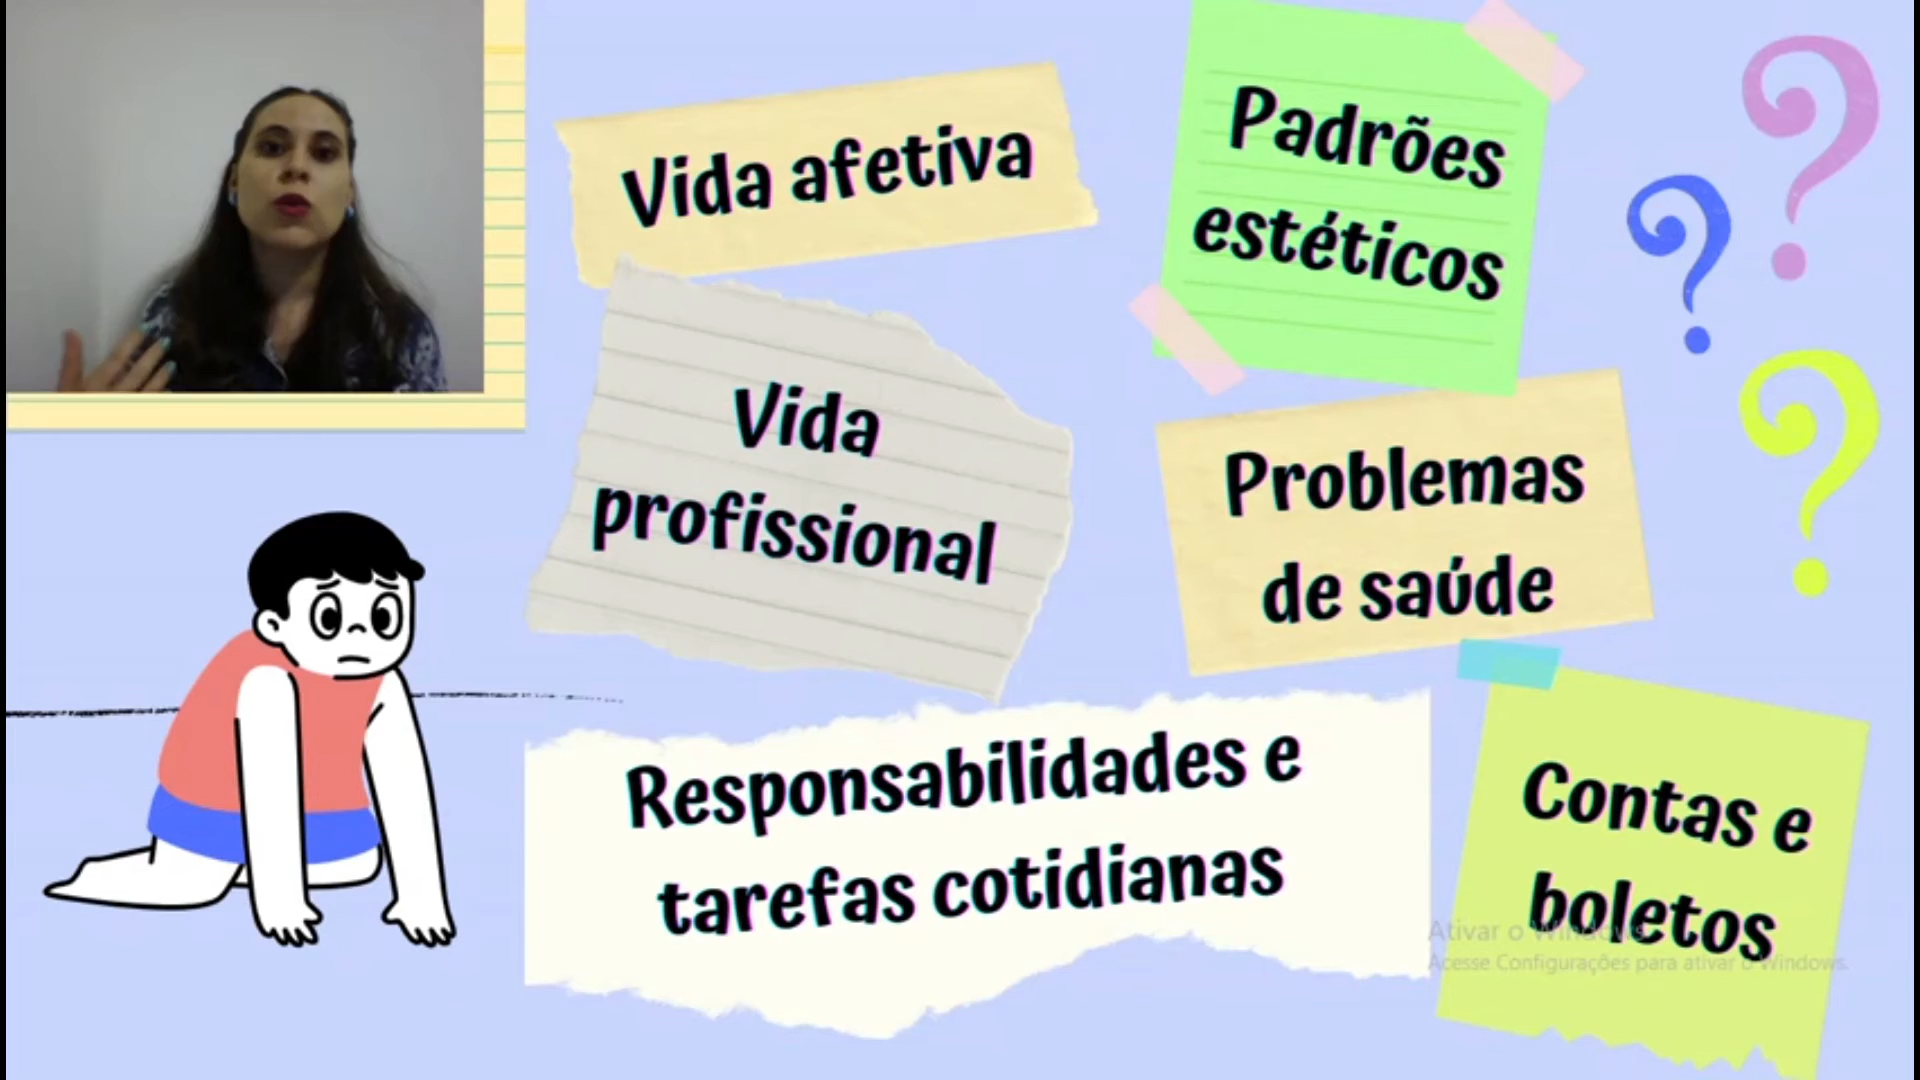 Vida afetiva
Padrões
estéticos
Vida
profissional
Problemas
de saúde
Responsabilidades e
tarefas cotidianas
Contas e
boletos
Ativar o Windows
Acesse Configurações para ativar o Windows.